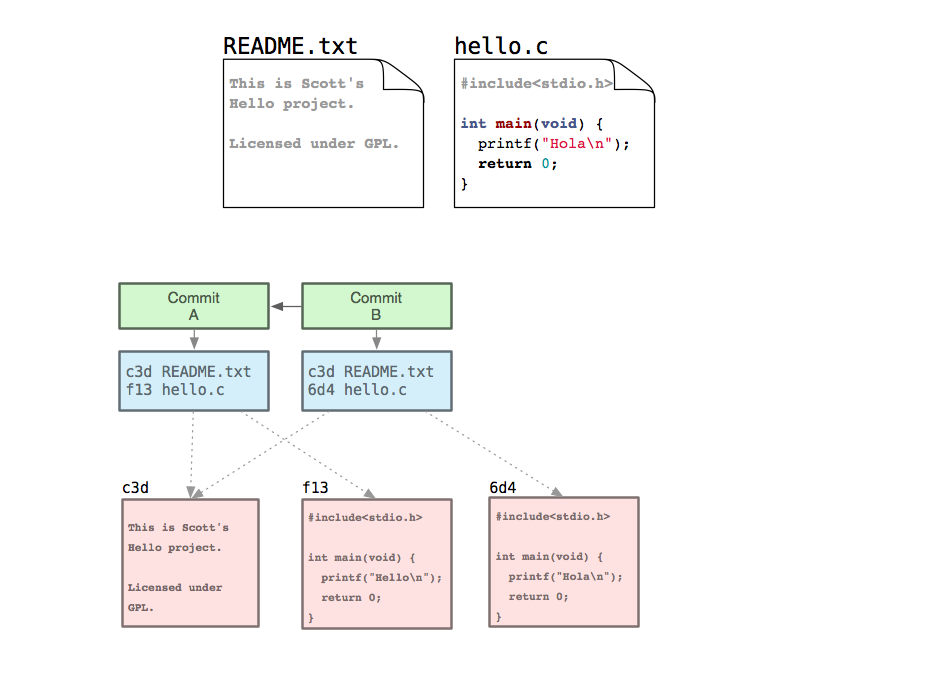 README.txt
This is Scott's
Hello project.
Licensed under GPL.
hello.c
#include<stdio.h>
int main(void) {
  printf("Hola\n");
  return 0;
}
Commit
A
Commit
B
c3d README.txt
f13 hello.c
c3d README.txt
6d4 hello.c
c3d
This is Scott's
Hello project.
Licensed under
GPL.
f13
#include<stdio.h>
int main(void) {
  printf("Hello\n");
  return 0;
}
6d4
#include<stdio.h>
int main(void) {
  printf("Hola\n");
  return 0;
}